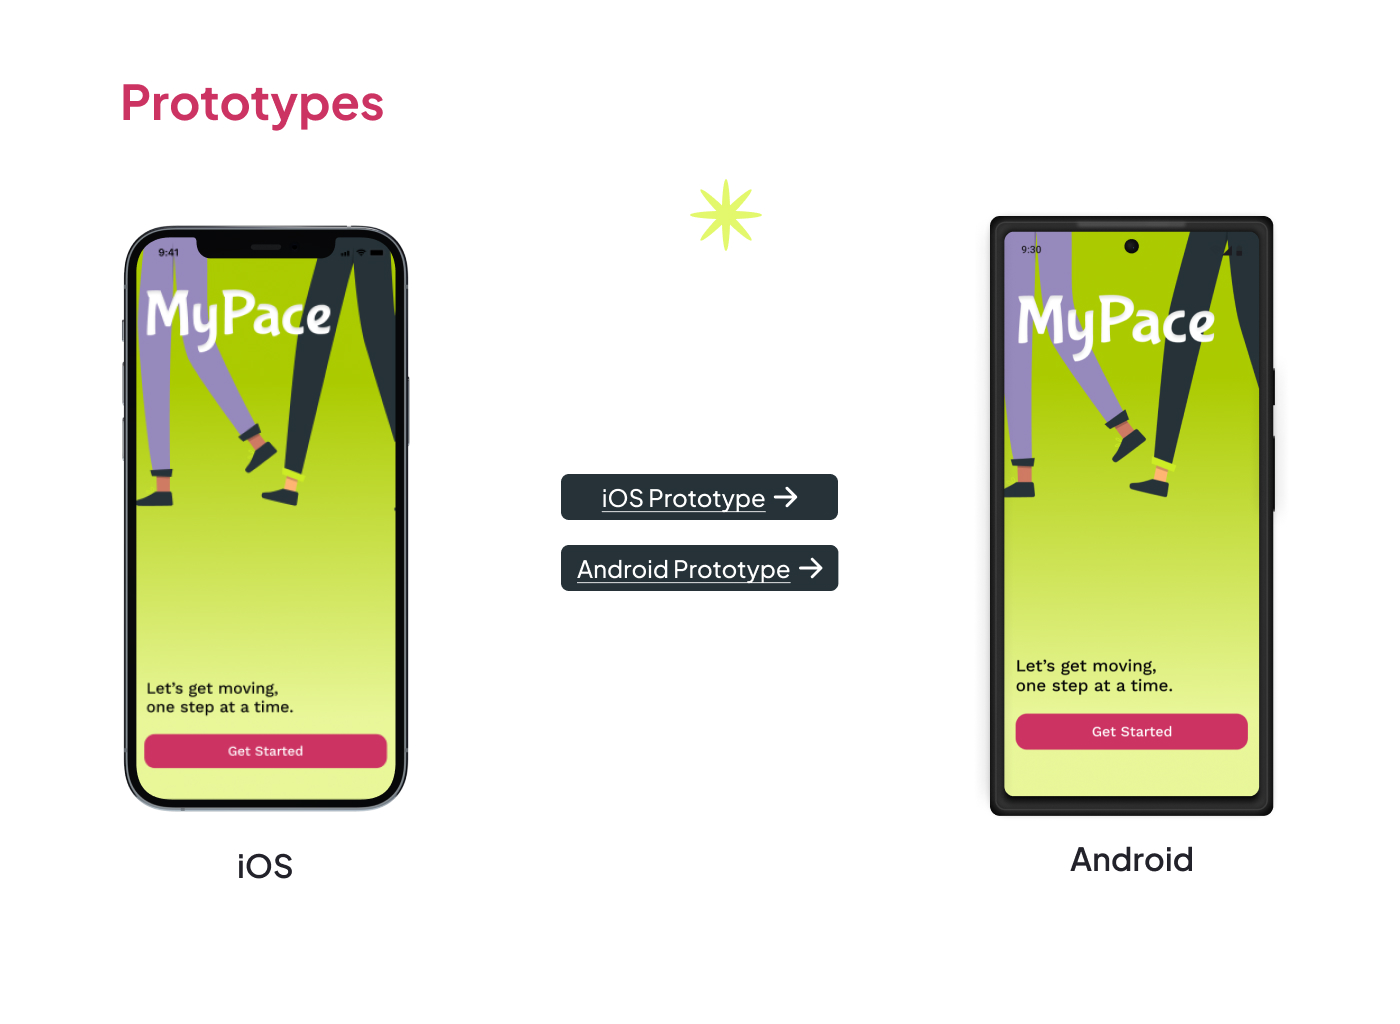 Prototypes
9:41
MyPace
Let's get moving,
one step at a time.
Get Started
iOS
iOS Prototype →
Android Prototype →
9:30
MyPace
Let's get moving,
one step at a time.
Get Started
Android